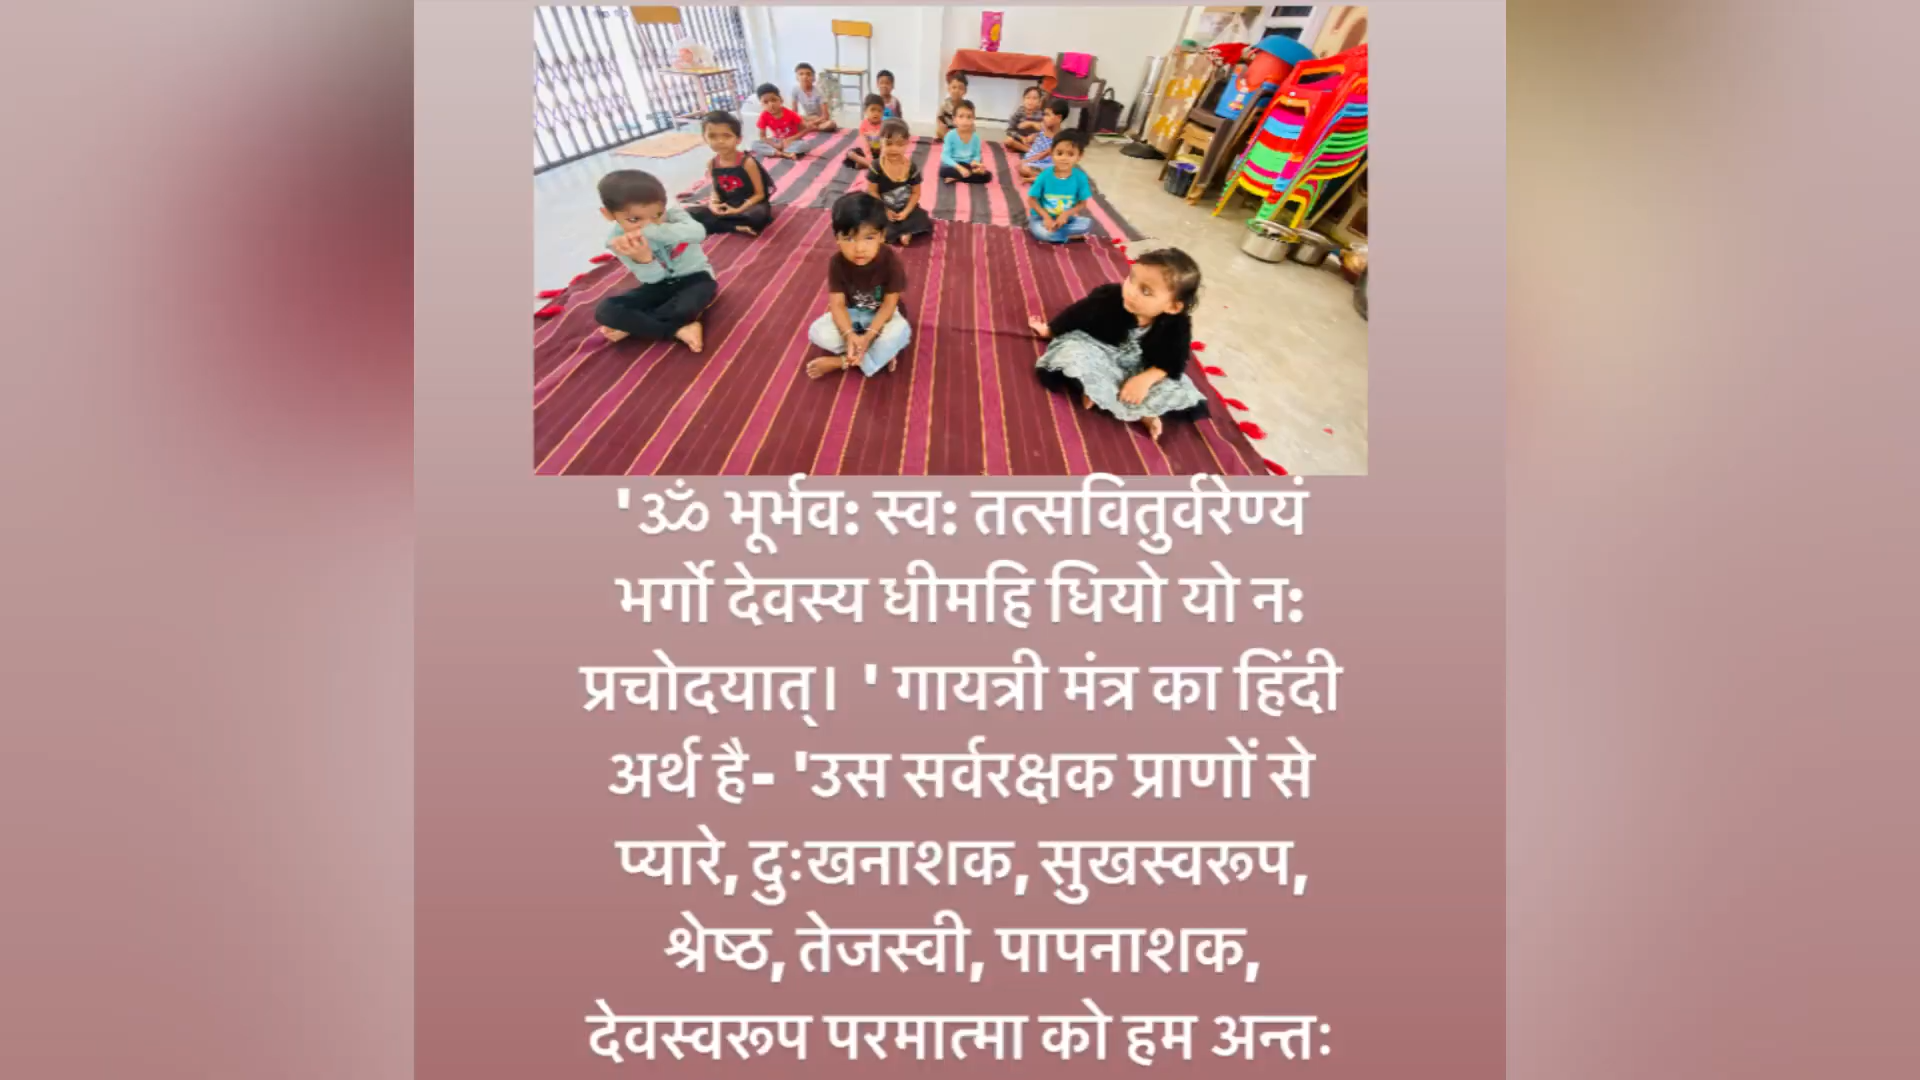 'ॐ भूर्भवः स्वः तत्सवितुर्वरेण्यं
भर्गो देवस्य धीमहि धियो यो नः
प्रचोदयात्। ' गायत्री मंत्र का हिंदी
अर्थ है- 'उस सर्वरक्षक प्राणों से
प्यारे, दुःखनाशक, सुखस्वरूप,
श्रेष्ठ, तेजस्वी, पापनाशक,
देवस्वरूप परमात्मा को हम अन्तः